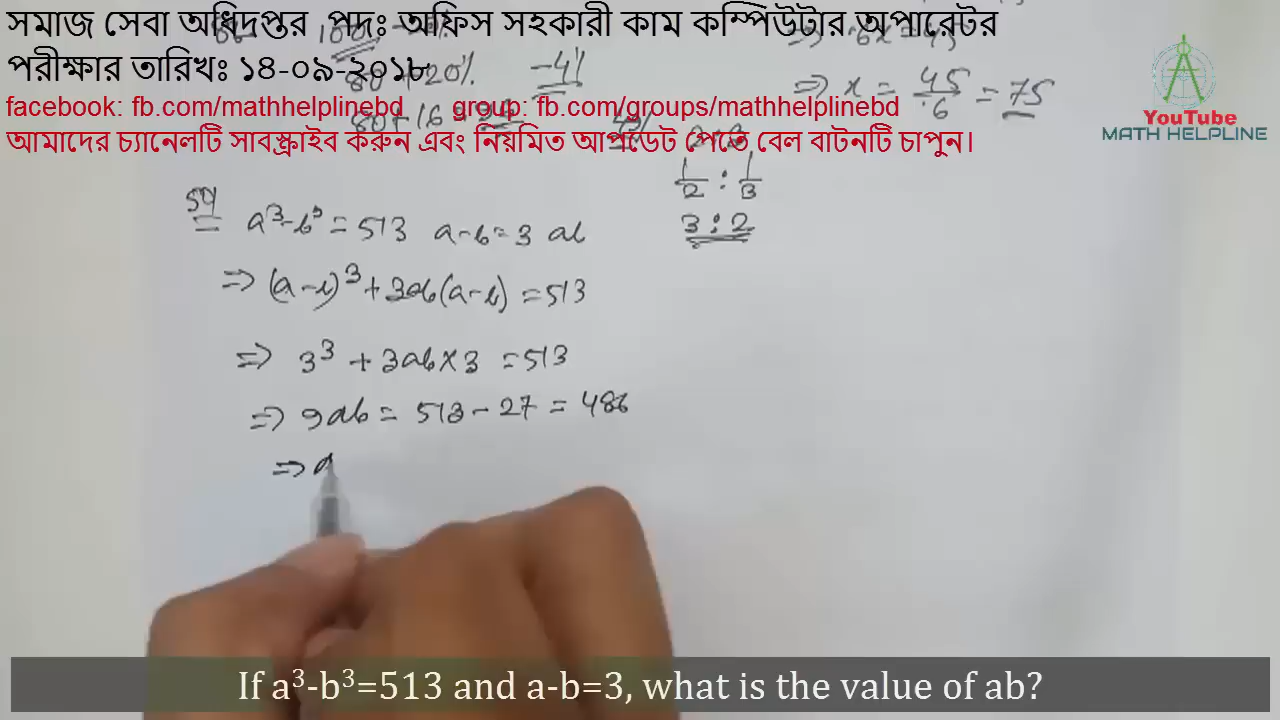 সমাজ সেবা অধিদপ্তর পদঃ অফিস সহকারী কাম কম্পিউটার অপারেটর
পরীক্ষার তারিখঃ ১৪-০৯-২০১৮
facebook: fb.com/mathhelplinebd group: fb.com/groups/mathhelplinebd
আমাদের চ্যানেলটি সাবস্ক্রাইব করুন এবং নিয়মিত আপডেট পেতে বেল বাটনটি চাপুন।
YouTube
MATH HELPLINE
-4%
⇒ x = 45/.6 = 75
1/2 : 1/3
3 : 2
59
a³-b³ = 513 a-b = 3 ab
⇒ (a-b)³ + 3ab(a-b) = 513
⇒ 3³ + 3ab×3 = 513
⇒ 9ab = 513 - 27 = 486
⇒ a
If a³-b³=513 and a-b=3, what is the value of ab?